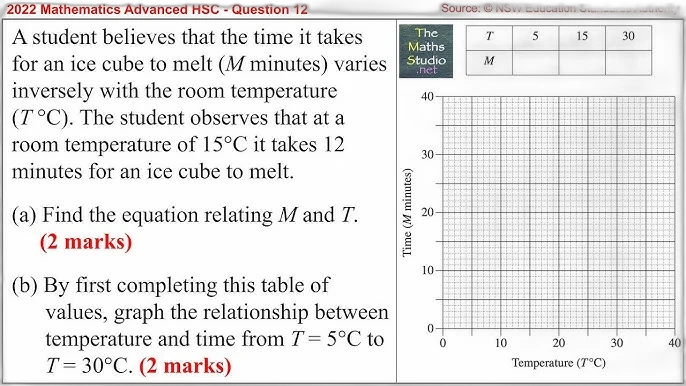 2022 Mathematics Advanced HSC - Question 12
Source: © NSW Education Standards Authority
A student believes that the time it takes
for an ice cube to melt (M minutes) varies
inversely with the room temperature
(T °C). The student observes that at a
room temperature of 15°C it takes 12
minutes for an ice cube to melt.
(a) Find the equation relating M and T.
(2 marks)
(b) By first completing this table of
values, graph the relationship between
temperature and time from T = 5°C to
T = 30°C. (2 marks)
The
Maths
Studio
.net
T 5 15 30
M
40
30
20
10
0
Time (M minutes)
0 10 20 30 40
Temperature (T°C)